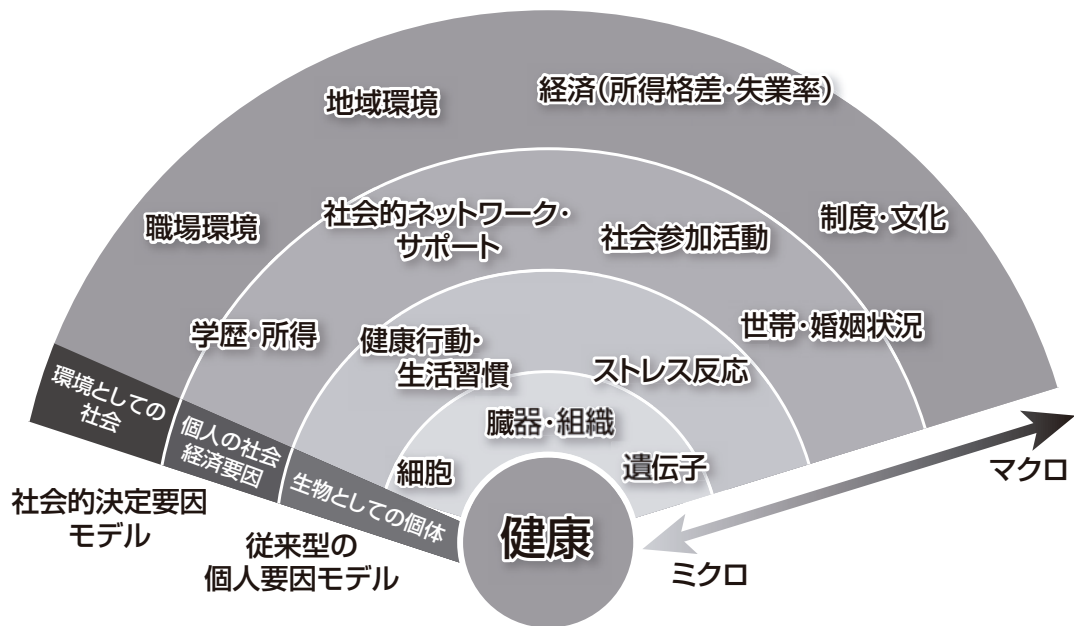 地域環境
経済（所得格差・失業率）
職場環境
社会的ネットワーク・
サポート
社会参加活動
制度・文化
学歴・所得
健康行動・
生活習慣
ストレス反応
世帯・婚姻状況
臓器・組織
細胞
遺伝子
環境としての
社会
個人の社会
経済要因
生物としての個体
健康
社会的決定要因
モデル
従来型の
個人要因モデル
ミクロ
マクロ